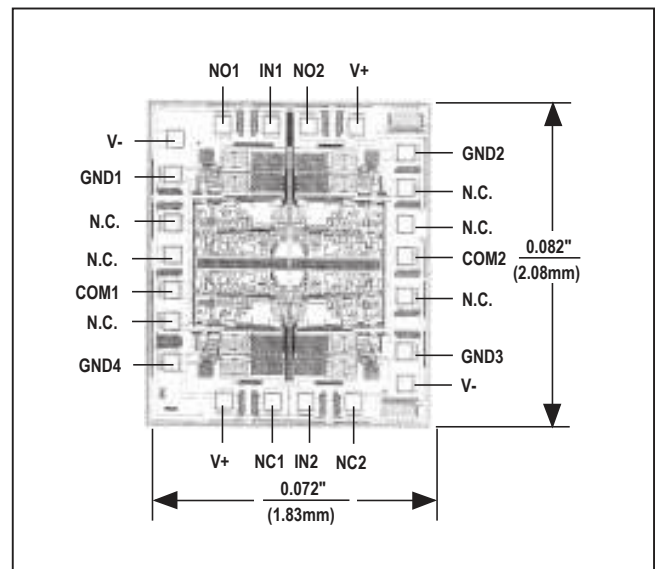 NO1 IN1 NO2 V+
V-
GND1
N.C.
N.C.
COM1
N.C.
GND4
GND2
N.C.
N.C.
COM2
N.C.
GND3
V-
0.082"
(2.08mm)
V+ NC1 IN2 NC2
0.072"
(1.83mm)